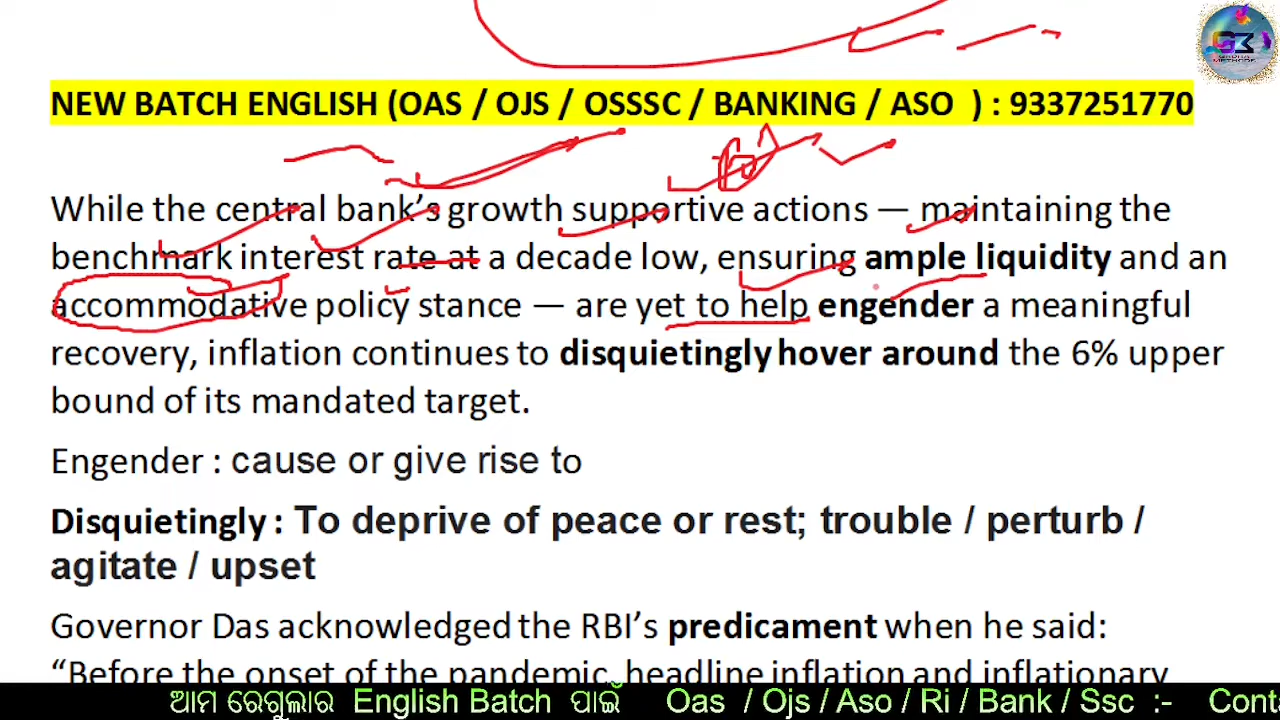 G3
NEW BATCH ENGLISH (OAS / OJS / OSSSC / BANKING / ASO ) : 9337251770
While the central bank’s growth supportive actions — maintaining the
benchmark interest rate at a decade low, ensuring ample liquidity and an
accommodative policy stance — are yet to help engender a meaningful
recovery, inflation continues to disquietingly hover around the 6% upper
bound of its mandated target.
Engender : cause or give rise to
Disquietingly : To deprive of peace or rest; trouble / perturb /
agitate / upset
Governor Das acknowledged the RBI’s predicament when he said:
“Before the onset of the pandemic, headline inflation and inflationary
ଆମ ରେଗୁଲାର English Batch ପାଇଁ Oas / Ojs / Aso / Ri / Bank / Ssc :- Conta